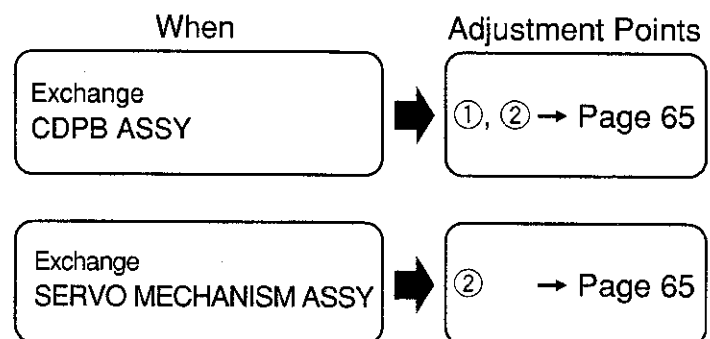 When
Adjustment Points
Exchange
CDPB ASSY
①, ② → Page 65
Exchange
SERVO MECHANISM ASSY
② → Page 65